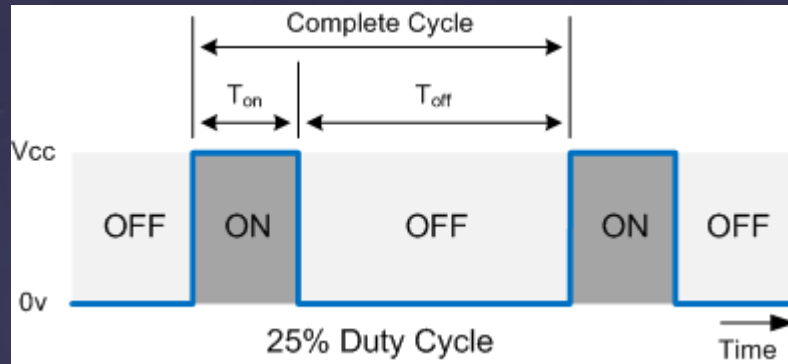 Complete Cycle
Ton Toff
Vcc
OFF ON OFF ON OFF
0v
25% Duty Cycle
Time